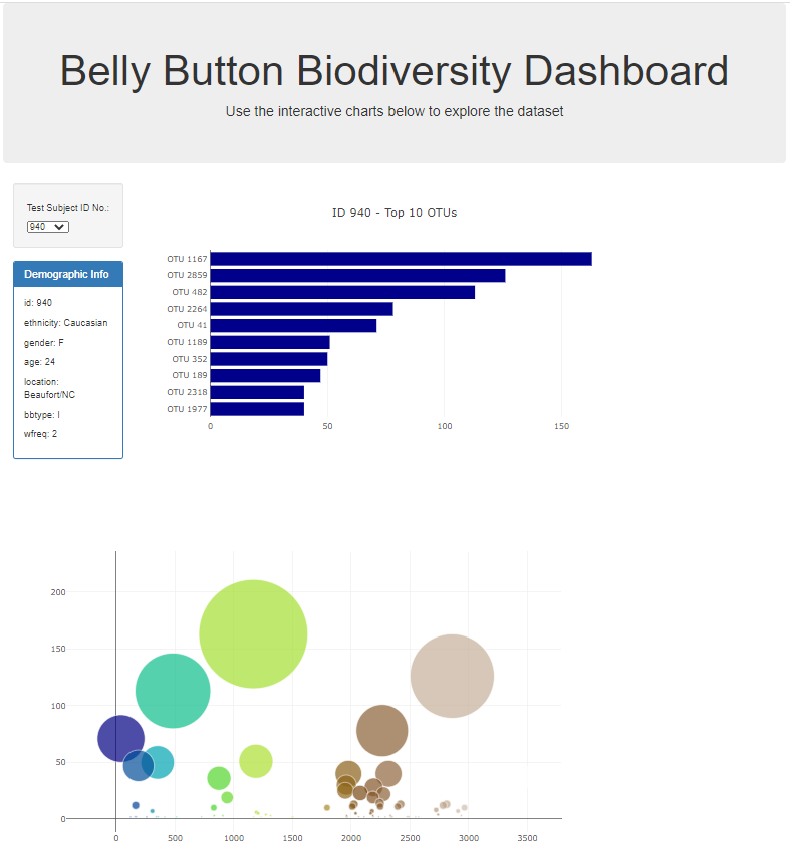 Belly Button Biodiversity Dashboard
Use the interactive charts below to explore the dataset
Test Subject ID No.:
940
Demographic Info
id: 940
ethnicity: Caucasian
gender: F
age: 24
location:
Beaufort/NC
bbtype: I
wfreq: 2
ID 940 - Top 10 OTUs
OTU 1167
OTU 2859
OTU 482
OTU 2264
OTU 41
OTU 1189
OTU 352
OTU 189
OTU 2318
OTU 1977
0 50 100 150
200
150
100
50
0
0 500 1000 1500 2000 2500 3000 3500